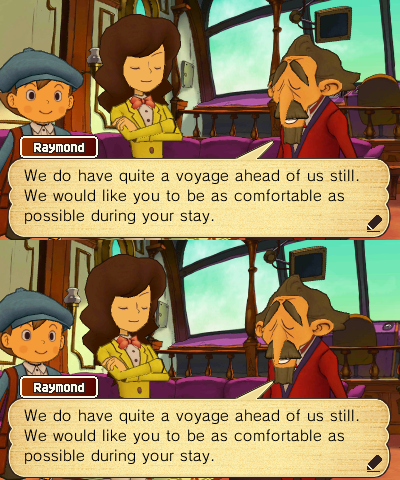 Raymond
We do have quite a voyage ahead of us still.
We would like you to be as comfortable as
possible during your stay.
Raymond
We do have quite a voyage ahead of us still.
We would like you to be as comfortable as
possible during your stay.